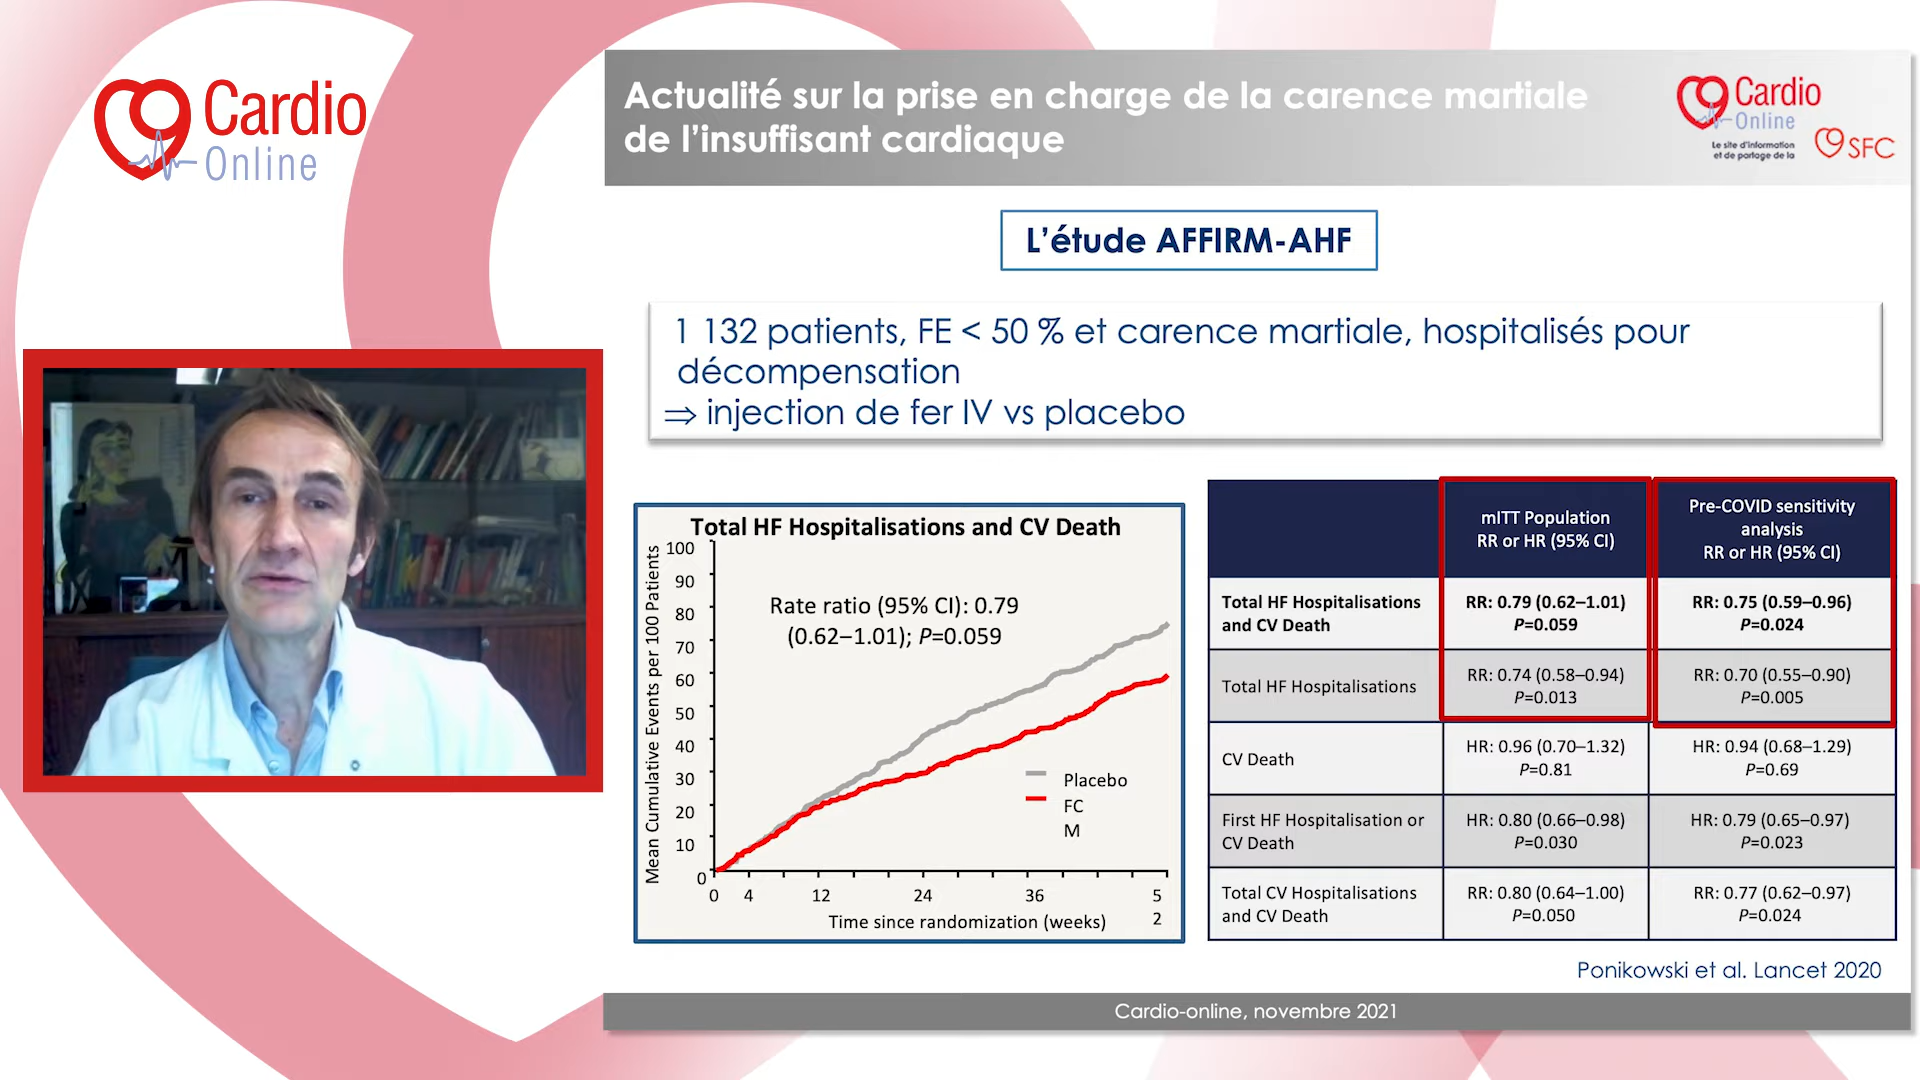 Cardio
Online
Actualité sur la prise en charge de la carence martiale
de l'insuffisant cardiaque
Cardio
Online
Le site d'information
et de partage de la
SFC
L'étude AFFIRM-AHF
1 132 patients, FE < 50 % et carence martiale, hospitalisés pour
décompensation
⇒ injection de fer IV vs placebo
Total HF Hospitalisations and CV Death
Mean Cumulative Events per 100 Patients
100
90
80
70
60
50
40
30
20
10
0
Rate ratio (95% CI): 0.79
(0.62–1.01); P=0.059
Placebo
FC
M
0 4 12 24 36 5
2
Time since randomization (weeks)
mITT Population
RR or HR (95% CI)
Pre-COVID sensitivity
analysis
RR or HR (95% CI)
Total HF Hospitalisations
and CV Death
RR: 0.79 (0.62–1.01)
P=0.059
RR: 0.75 (0.59–0.96)
P=0.024
Total HF Hospitalisations
RR: 0.74 (0.58–0.94)
P=0.013
RR: 0.70 (0.55–0.90)
P=0.005
CV Death
HR: 0.96 (0.70–1.32)
P=0.81
HR: 0.94 (0.68–1.29)
P=0.69
First HF Hospitalisation or
CV Death
HR: 0.80 (0.66–0.98)
P=0.030
HR: 0.79 (0.65–0.97)
P=0.023
Total CV Hospitalisations
and CV Death
RR: 0.80 (0.64–1.00)
P=0.050
RR: 0.77 (0.62–0.97)
P=0.024
Ponikowski et al. Lancet 2020
Cardio-online, novembre 2021